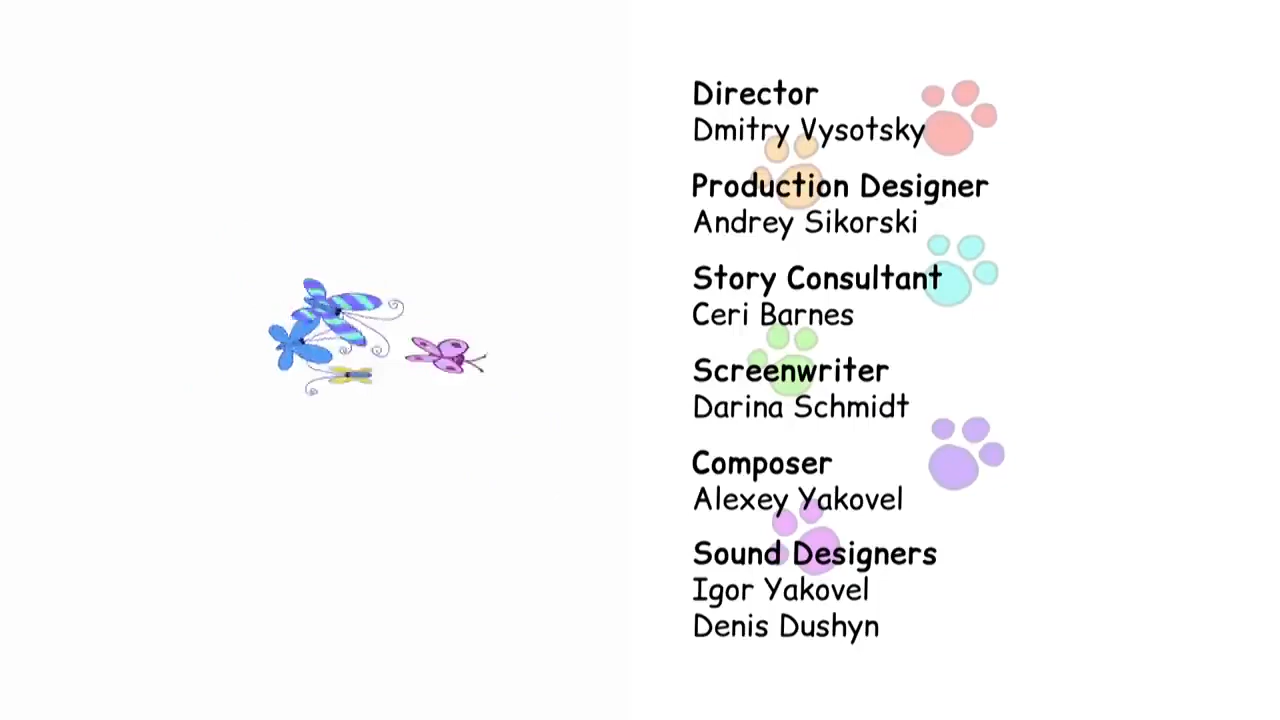 Director
Dmitry Vysotsky
Production Designer
Andrey Sikorski
Story Consultant
Ceri Barnes
Screenwriter
Darina Schmidt
Composer
Alexey Yakovel
Sound Designers
Igor Yakovel
Denis Dushyn